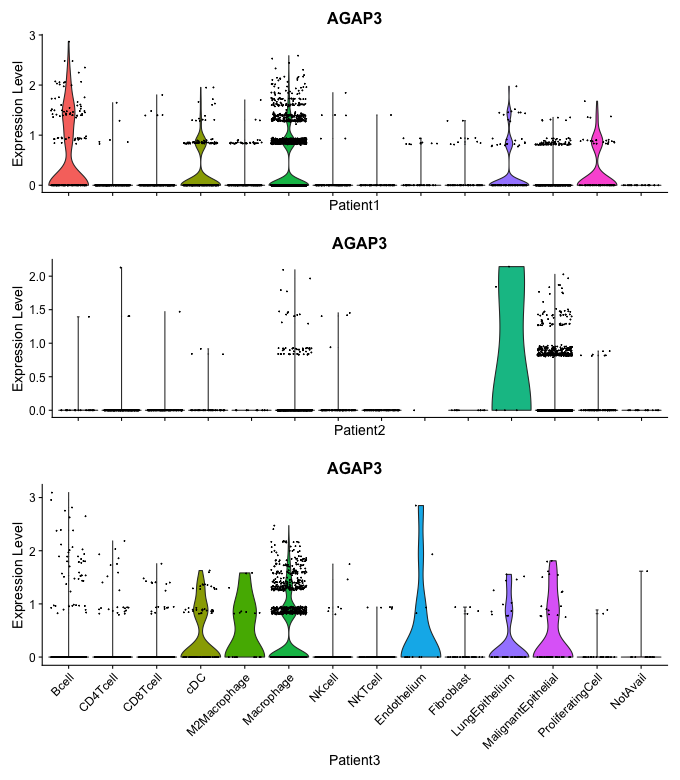 AGAP3
Expression Level
3
2
1
0
Patient1
AGAP3
Expression Level
2.0
1.5
1.0
0.5
0.0
Patient2
AGAP3
Expression Level
3
2
1
0
Bcell
CD4Tcell
CD8Tcell
cDC
M2Macrophage
Macrophage
NKcell
NKTcell
Endothelium
Fibroblast
LungEpithelium
MalignantEpithelial
ProliferatingCell
NotAvail
Patient3